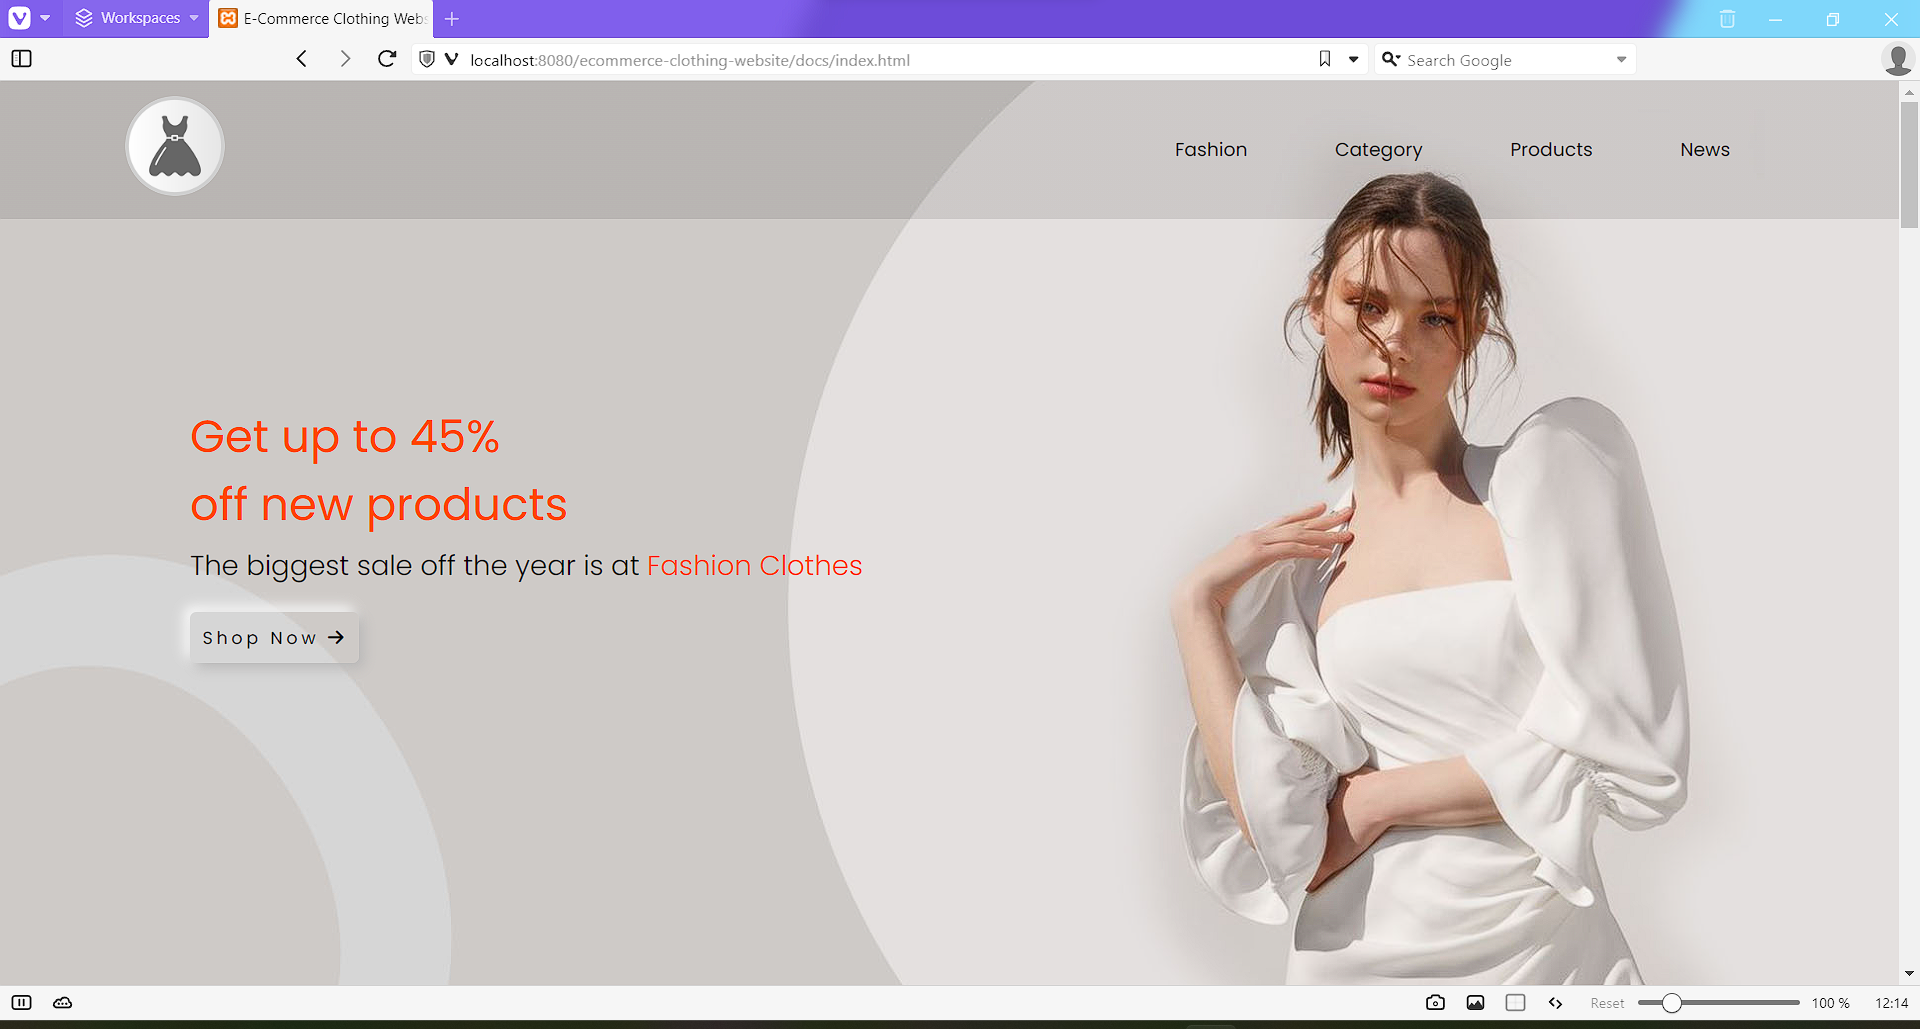 Workspaces
E-Commerce Clothing Webs
localhost:8080/ecommerce-clothing-website/docs/index.html
Search Google
Fashion
Category
Products
News
Get up to 45%
off new products
The biggest sale off the year is at Fashion Clothes
Shop Now
Reset
100 %
12:14